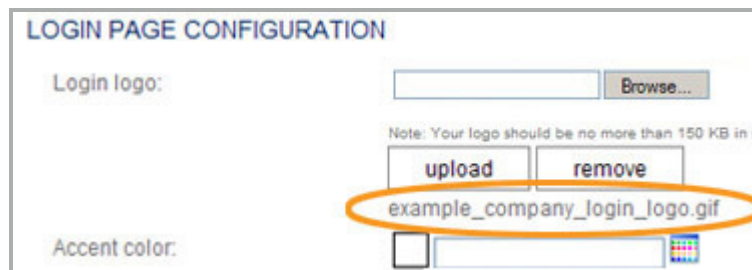 LOGIN PAGE CONFIGURATION
Login logo:
Browse...
Note: Your logo should be no more than 150 KB in
upload remove
example_company_login_logo.gif
Accent color: